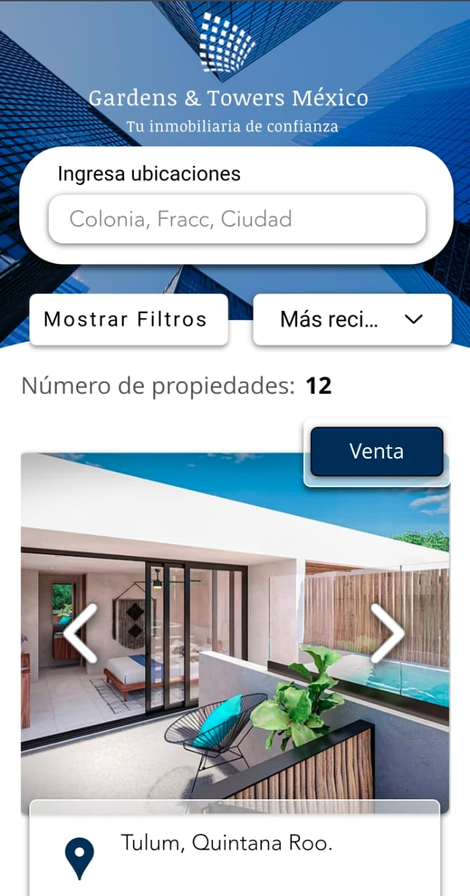 Gardens & Towers México
Tu inmobiliaria de confianza
Ingresa ubicaciones
Colonia, Fracc, Ciudad
Mostrar Filtros
Más reci...
Número de propiedades: 12
Venta
Tulum, Quintana Roo.